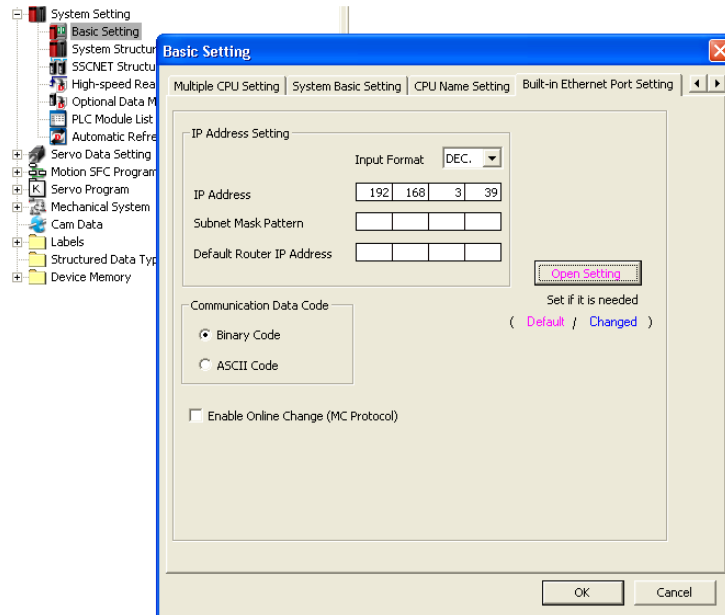 System Setting
Basic Setting
System Structur
SSCNET Structu
High-speed Rea
Optional Data M
PLC Module List
Automatic Refre
Servo Data Setting
Motion SFC Program
K Servo Program
Mechanical System
Cam Data
Labels
Structured Data Typ
Device Memory
Basic Setting
Multiple CPU Setting System Basic Setting CPU Name Setting Built-in Ethernet Port Setting
IP Address Setting
Input Format DEC.
IP Address 192 168 3 39
Subnet Mask Pattern
Default Router IP Address
Open Setting
Set if it is needed
( Default / Changed )
Communication Data Code
Binary Code
ASCII Code
Enable Online Change (MC Protocol)
OK Cancel